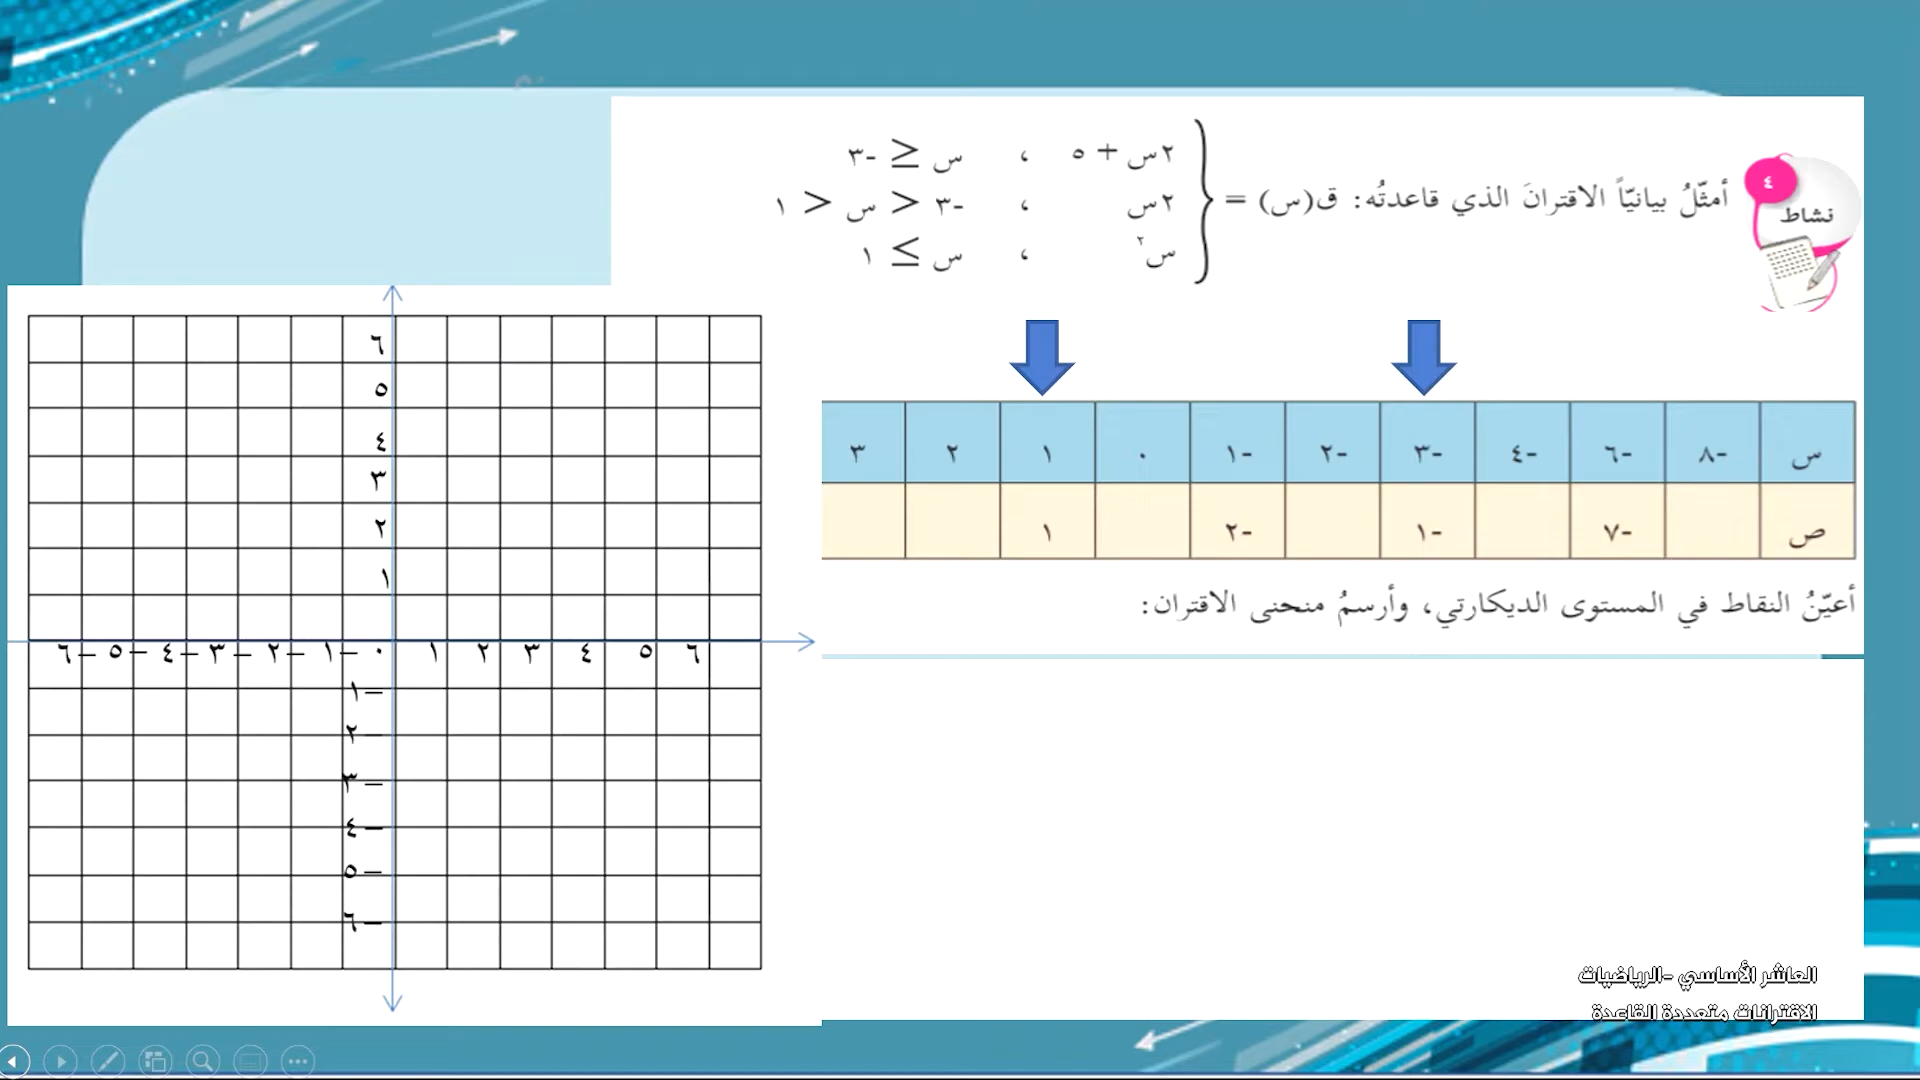 نشاط ٤
أمثّلُ بيانيّاً الاقترانَ الذي قاعدتُه: ق(س) =
٢س + ٥ ، س ≤ -٣
٢س ، -٣ < س < ١
س٢ ، س ≥ ١
س -٨ -٦ -٤ -٣ -٢ -١ ٠ ١ ٢ ٣
ص -٧ -١ -٢ ١
أعيّنُ النقاط في المستوى الديكارتي، وأرسمُ منحنى الاقتران:
٦
٥
٤
٣
٢
١
٦ ٥ ٤ ٣ ٢ ١ ٠ -١ -٢ -٣ -٤ -٥ -٦
-١
-٢
-٣
-٤
-٥
-٦
العاشر الأساسي -الرياضيات
الاقترانات متعددة القاعدة